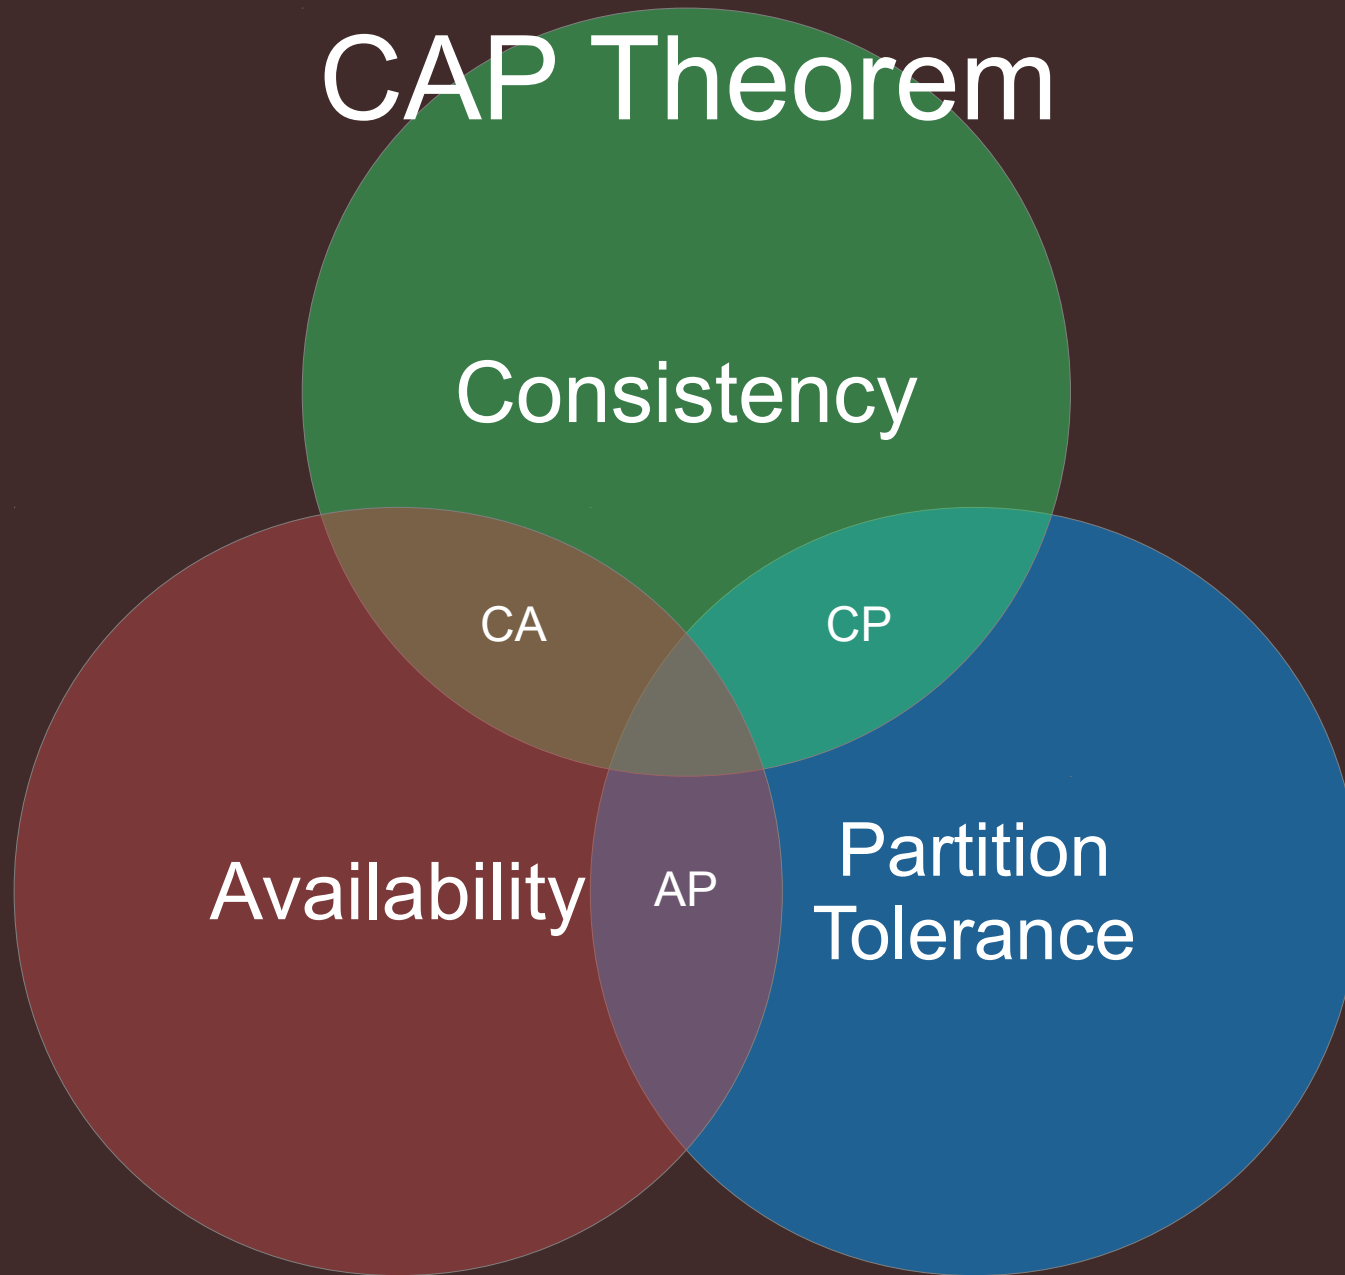 CAP Theorem
Consistency
CA
CP
Availability
AP
Partition
Tolerance